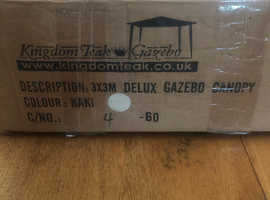 Kingdom Teak Gazebo
www.kingdomteak.co.uk
DESCRIPTION: 3X3M DELUX GAZEBO CANOPY
COLOUR: KAKI
C/NO.: 4 -60